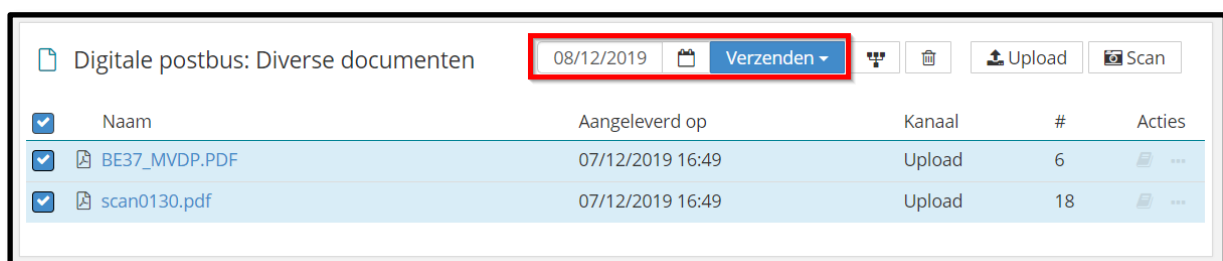 Digitale postbus: Diverse documenten 08/12/2019 Verzenden Upload Scan
Naam Aangeleverd op Kanaal # Acties
BE37_MVDP.PDF 07/12/2019 16:49 Upload 6
scan0130.pdf 07/12/2019 16:49 Upload 18